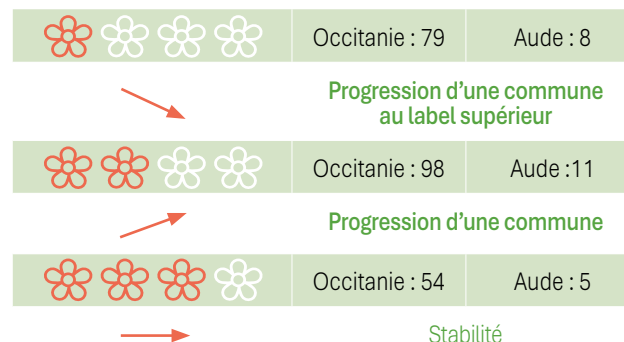 Occitanie : 79 Aude : 8
Progression d'une commune
au label supérieur
Occitanie : 98 Aude :11
Progression d'une commune
Occitanie : 54 Aude : 5
Stabilité